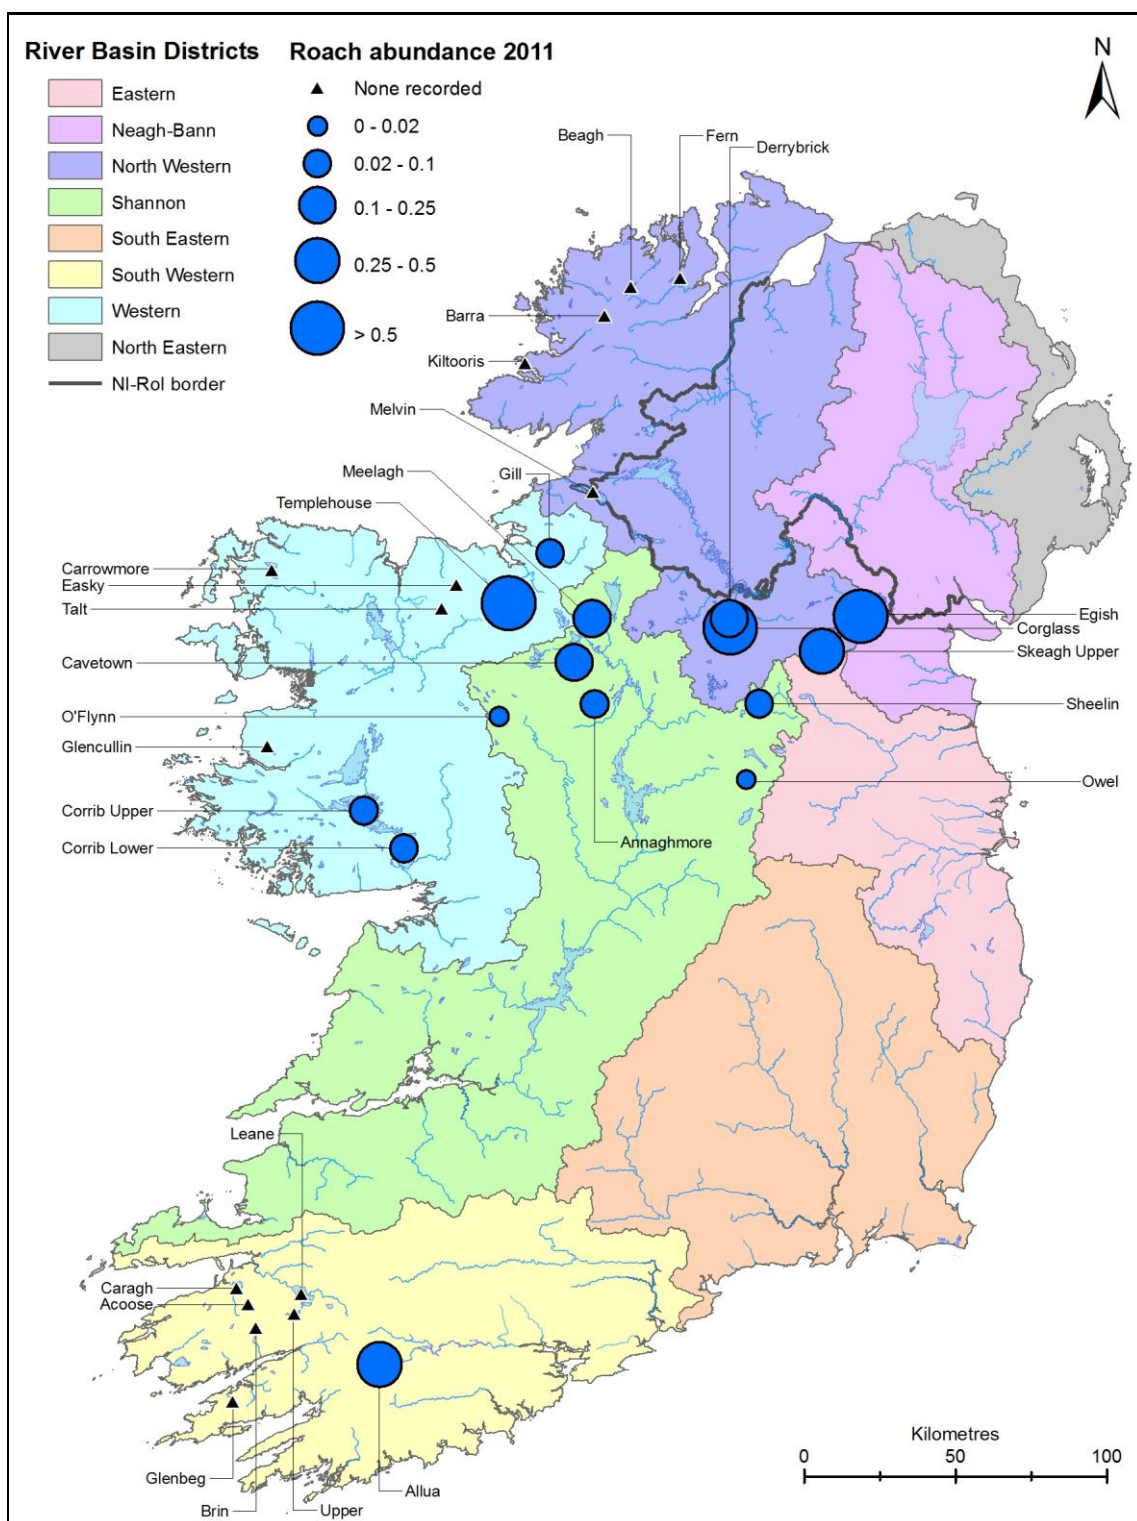 River Basin Districts
Eastern
Neagh-Bann
North Western
Shannon
South Eastern
South Western
Western
North Eastern
NI-RoI border
Roach abundance 2011
None recorded
0 - 0.02
0.02 - 0.1
0.1 - 0.25
0.25 - 0.5
> 0.5
N
Beagh
Fern
Derrybrick
Barra
Kiltooris
Melvin
Meelagh
Gill
Templehouse
Carrowmore
Easky
Talt
Egish
Corglass
Skeagh Upper
Cavetown
Sheelin
O'Flynn
Glencullin
Owel
Corrib Upper
Annaghmore
Corrib Lower
Leane
Caragh
Acoose
Glenbeg
Brin
Upper
Allua
Kilometres
0 50 100